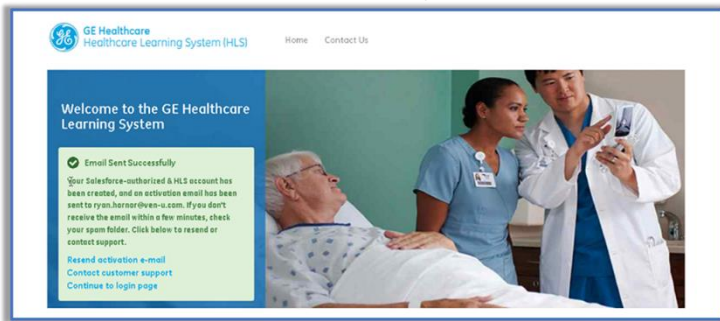 GE Healthcare
Healthcare Learning System (HLS)
Home Contact Us
Welcome to the GE Healthcare
Learning System
Email Sent Successfully
Your Salesforce-authorized & HLS account has
been created, and an activation email has been
sent to ryan.hornor@ven-u.com. If you don't
receive the email within a few minutes, check
your spam folder. Click below to resend or
contact support.
Resend activation e-mail
Contact customer support
Continue to login page